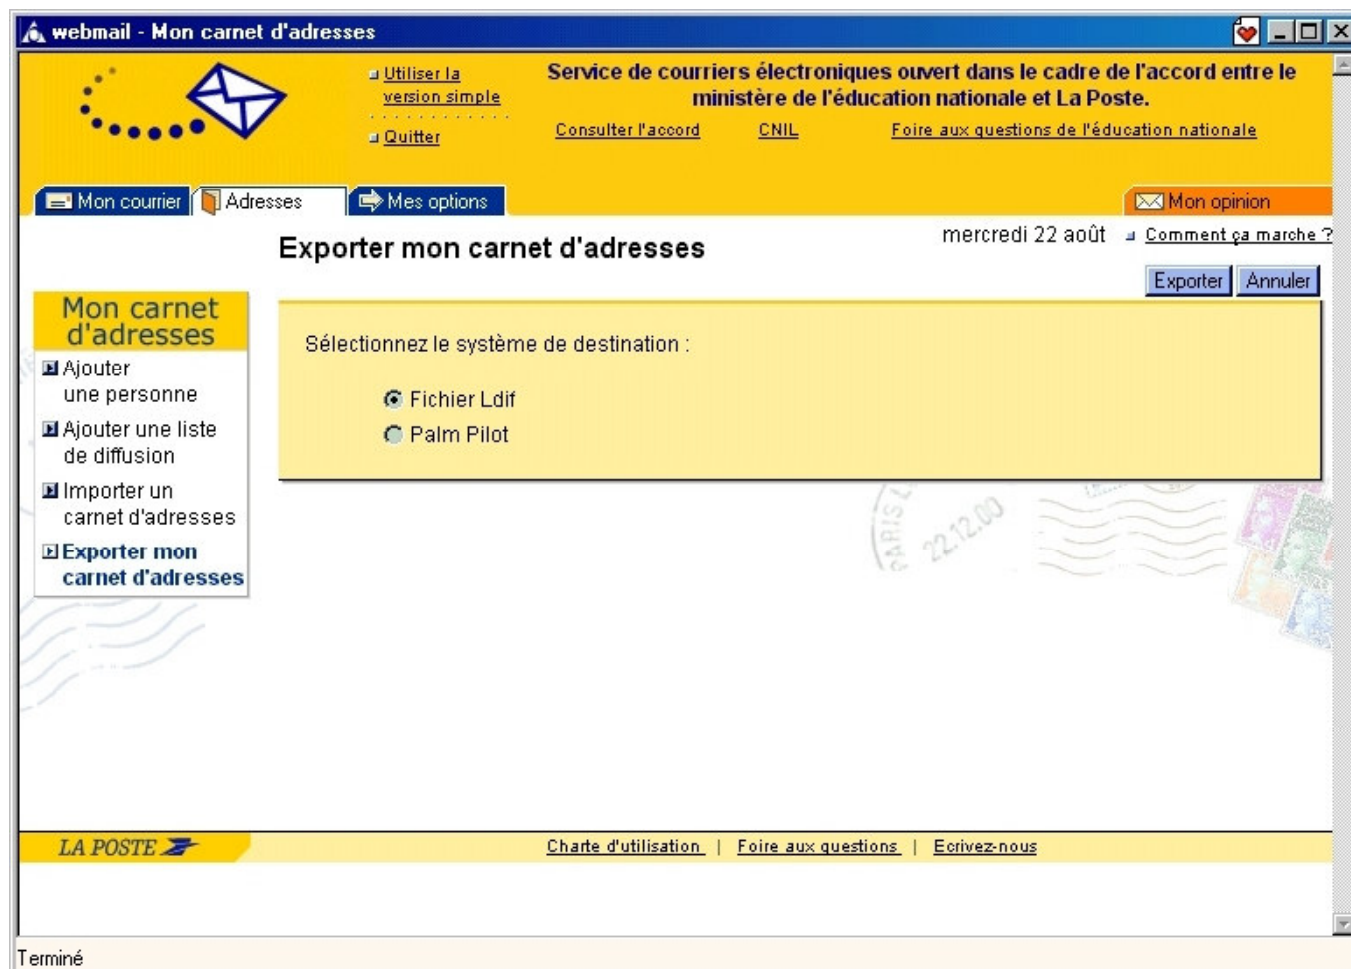 webmail - Mon carnet d'adresses
Utiliser la
version simple
Quitter
Service de courriers électroniques ouvert dans le cadre de l'accord entre le
ministère de l'éducation nationale et La Poste.
Consulter l'accord CNIL Foire aux questions de l'éducation nationale
Mon courrier Adresses Mes options Mon opinion
mercredi 22 août Comment ça marche ?
Exporter mon carnet d'adresses
Exporter Annuler
Mon carnet
d'adresses
Ajouter
une personne
Ajouter une liste
de diffusion
Importer un
carnet d'adresses
Exporter mon
carnet d'adresses
Sélectionnez le système de destination :
Fichier Ldif
Palm Pilot
PARIS
22.12.00
LA POSTE
Charte d'utilisation | Foire aux questions | Ecrivez-nous
Terminé